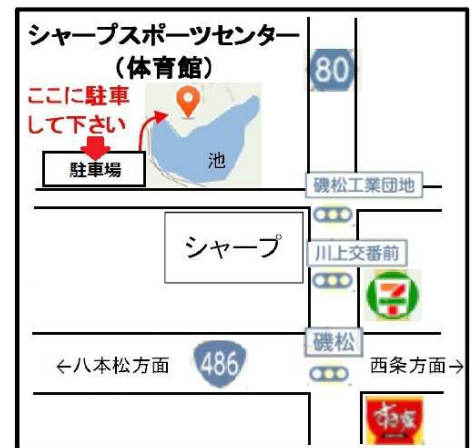 シャープスポーツセンター
（体育館）
80
ここに駐車
して下さい
池
駐車場
磯松工業団地
シャープ
川上交番前
磯松
←八本松方面
486
西条方面→
すき家